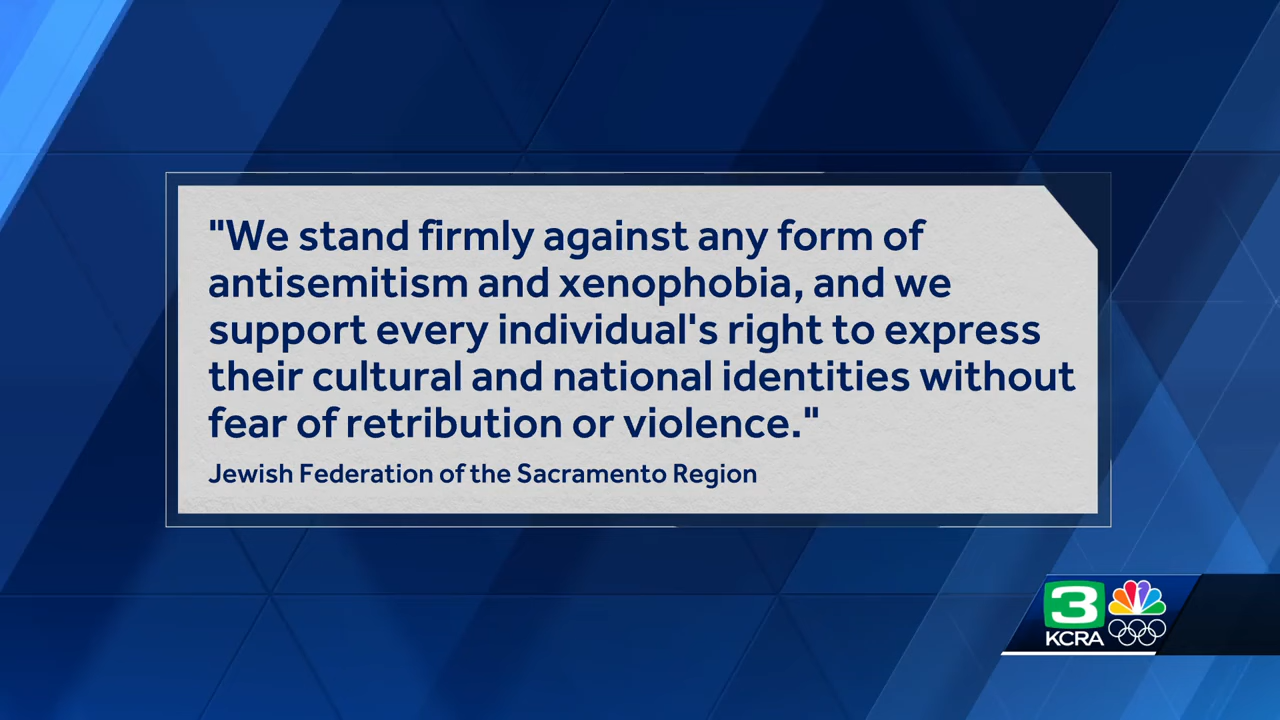 "We stand firmly against any form of
antisemitism and xenophobia, and we
support every individual's right to express
their cultural and national identities without
fear of retribution or violence."
Jewish Federation of the Sacramento Region
3
KCRA